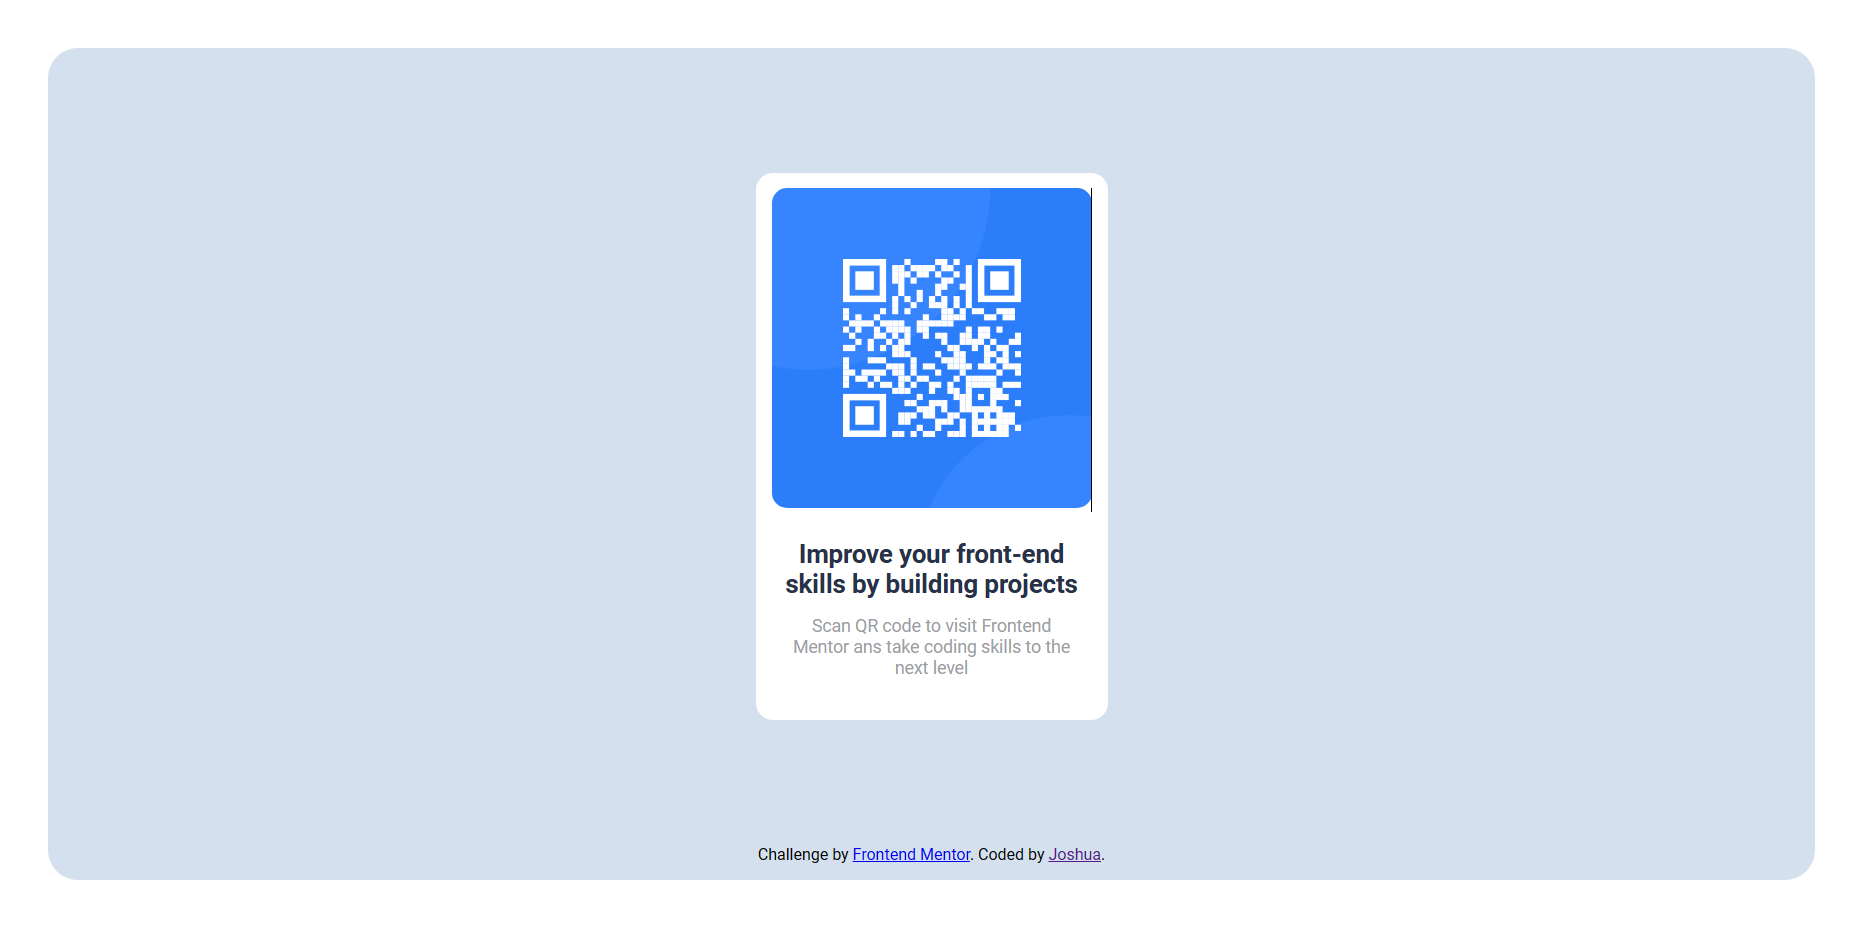 Improve your front-end
skills by building projects
Scan QR code to visit Frontend
Mentor ans take coding skills to the
next level
Challenge by Frontend Mentor. Coded by Joshua.